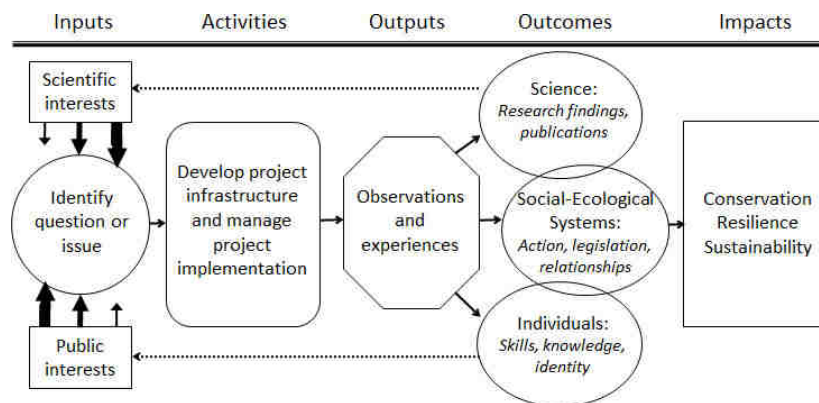 Inputs
Activities
Outputs
Outcomes
Impacts
Scientific
interests
Identify
question or
issue
Public
interests
Develop project
infrastructure
and manage
project
implementation
Observations
and
experiences
Science:
Research findings,
publications
Social-Ecological
Systems:
Action, legislation,
relationships
Individuals:
Skills, knowledge,
identity
Conservation
Resilience
Sustainability